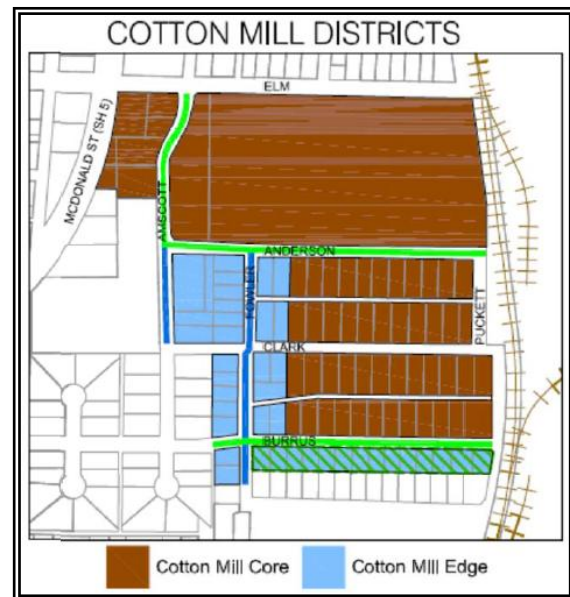 COTTON MILL DISTRICTS
ELM
MCDONALD ST (SH 5)
AMSCOTT
ANDERSON
FOWLER
PUCKETT
CLARK
BURRUS
Cotton Mill Core
Cotton Mill Edge